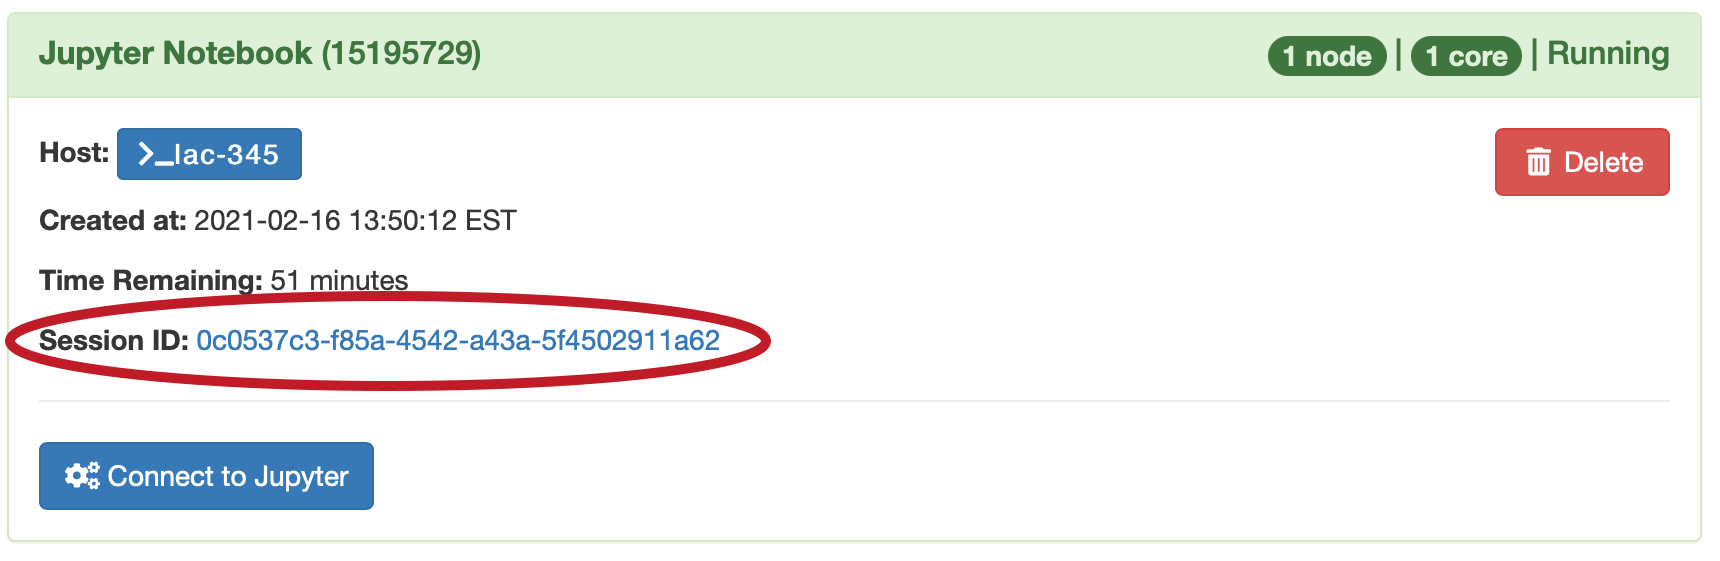 Jupyter Notebook (15195729) 1 node | 1 core | Running
Host: >_lac-345 Delete
Created at: 2021-02-16 13:50:12 EST
Time Remaining: 51 minutes
Session ID: 0c0537c3-f85a-4542-a43a-5f4502911a62
Connect to Jupyter